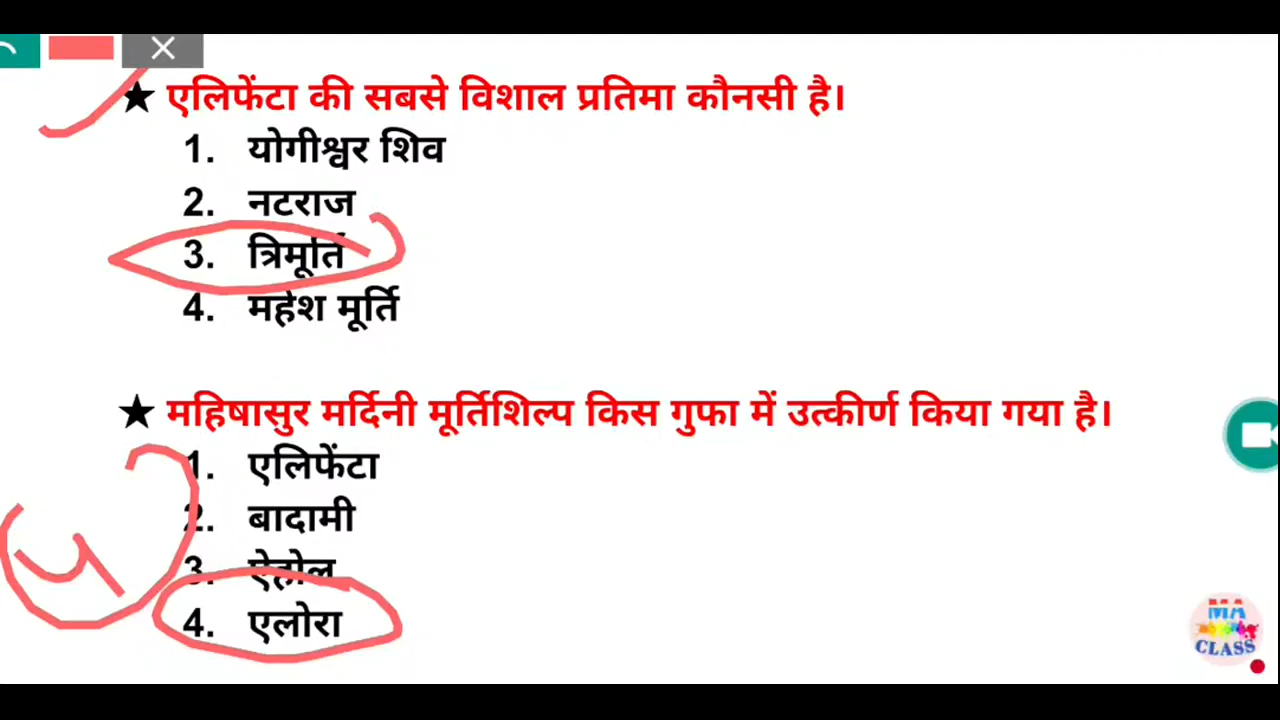 ★ एलिफेंटा की सबसे विशाल प्रतिमा कौनसी है।
1. योगीश्वर शिव
2. नटराज
3. त्रिमूर्ति
4. महेश मूर्ति
★ महिषासुर मर्दिनी मूर्तिशिल्प किस गुफा में उत्कीर्ण किया गया है।
1. एलिफेंटा
2. बादामी
3. ऐहोल
4. एलोरा
MA
CLASS